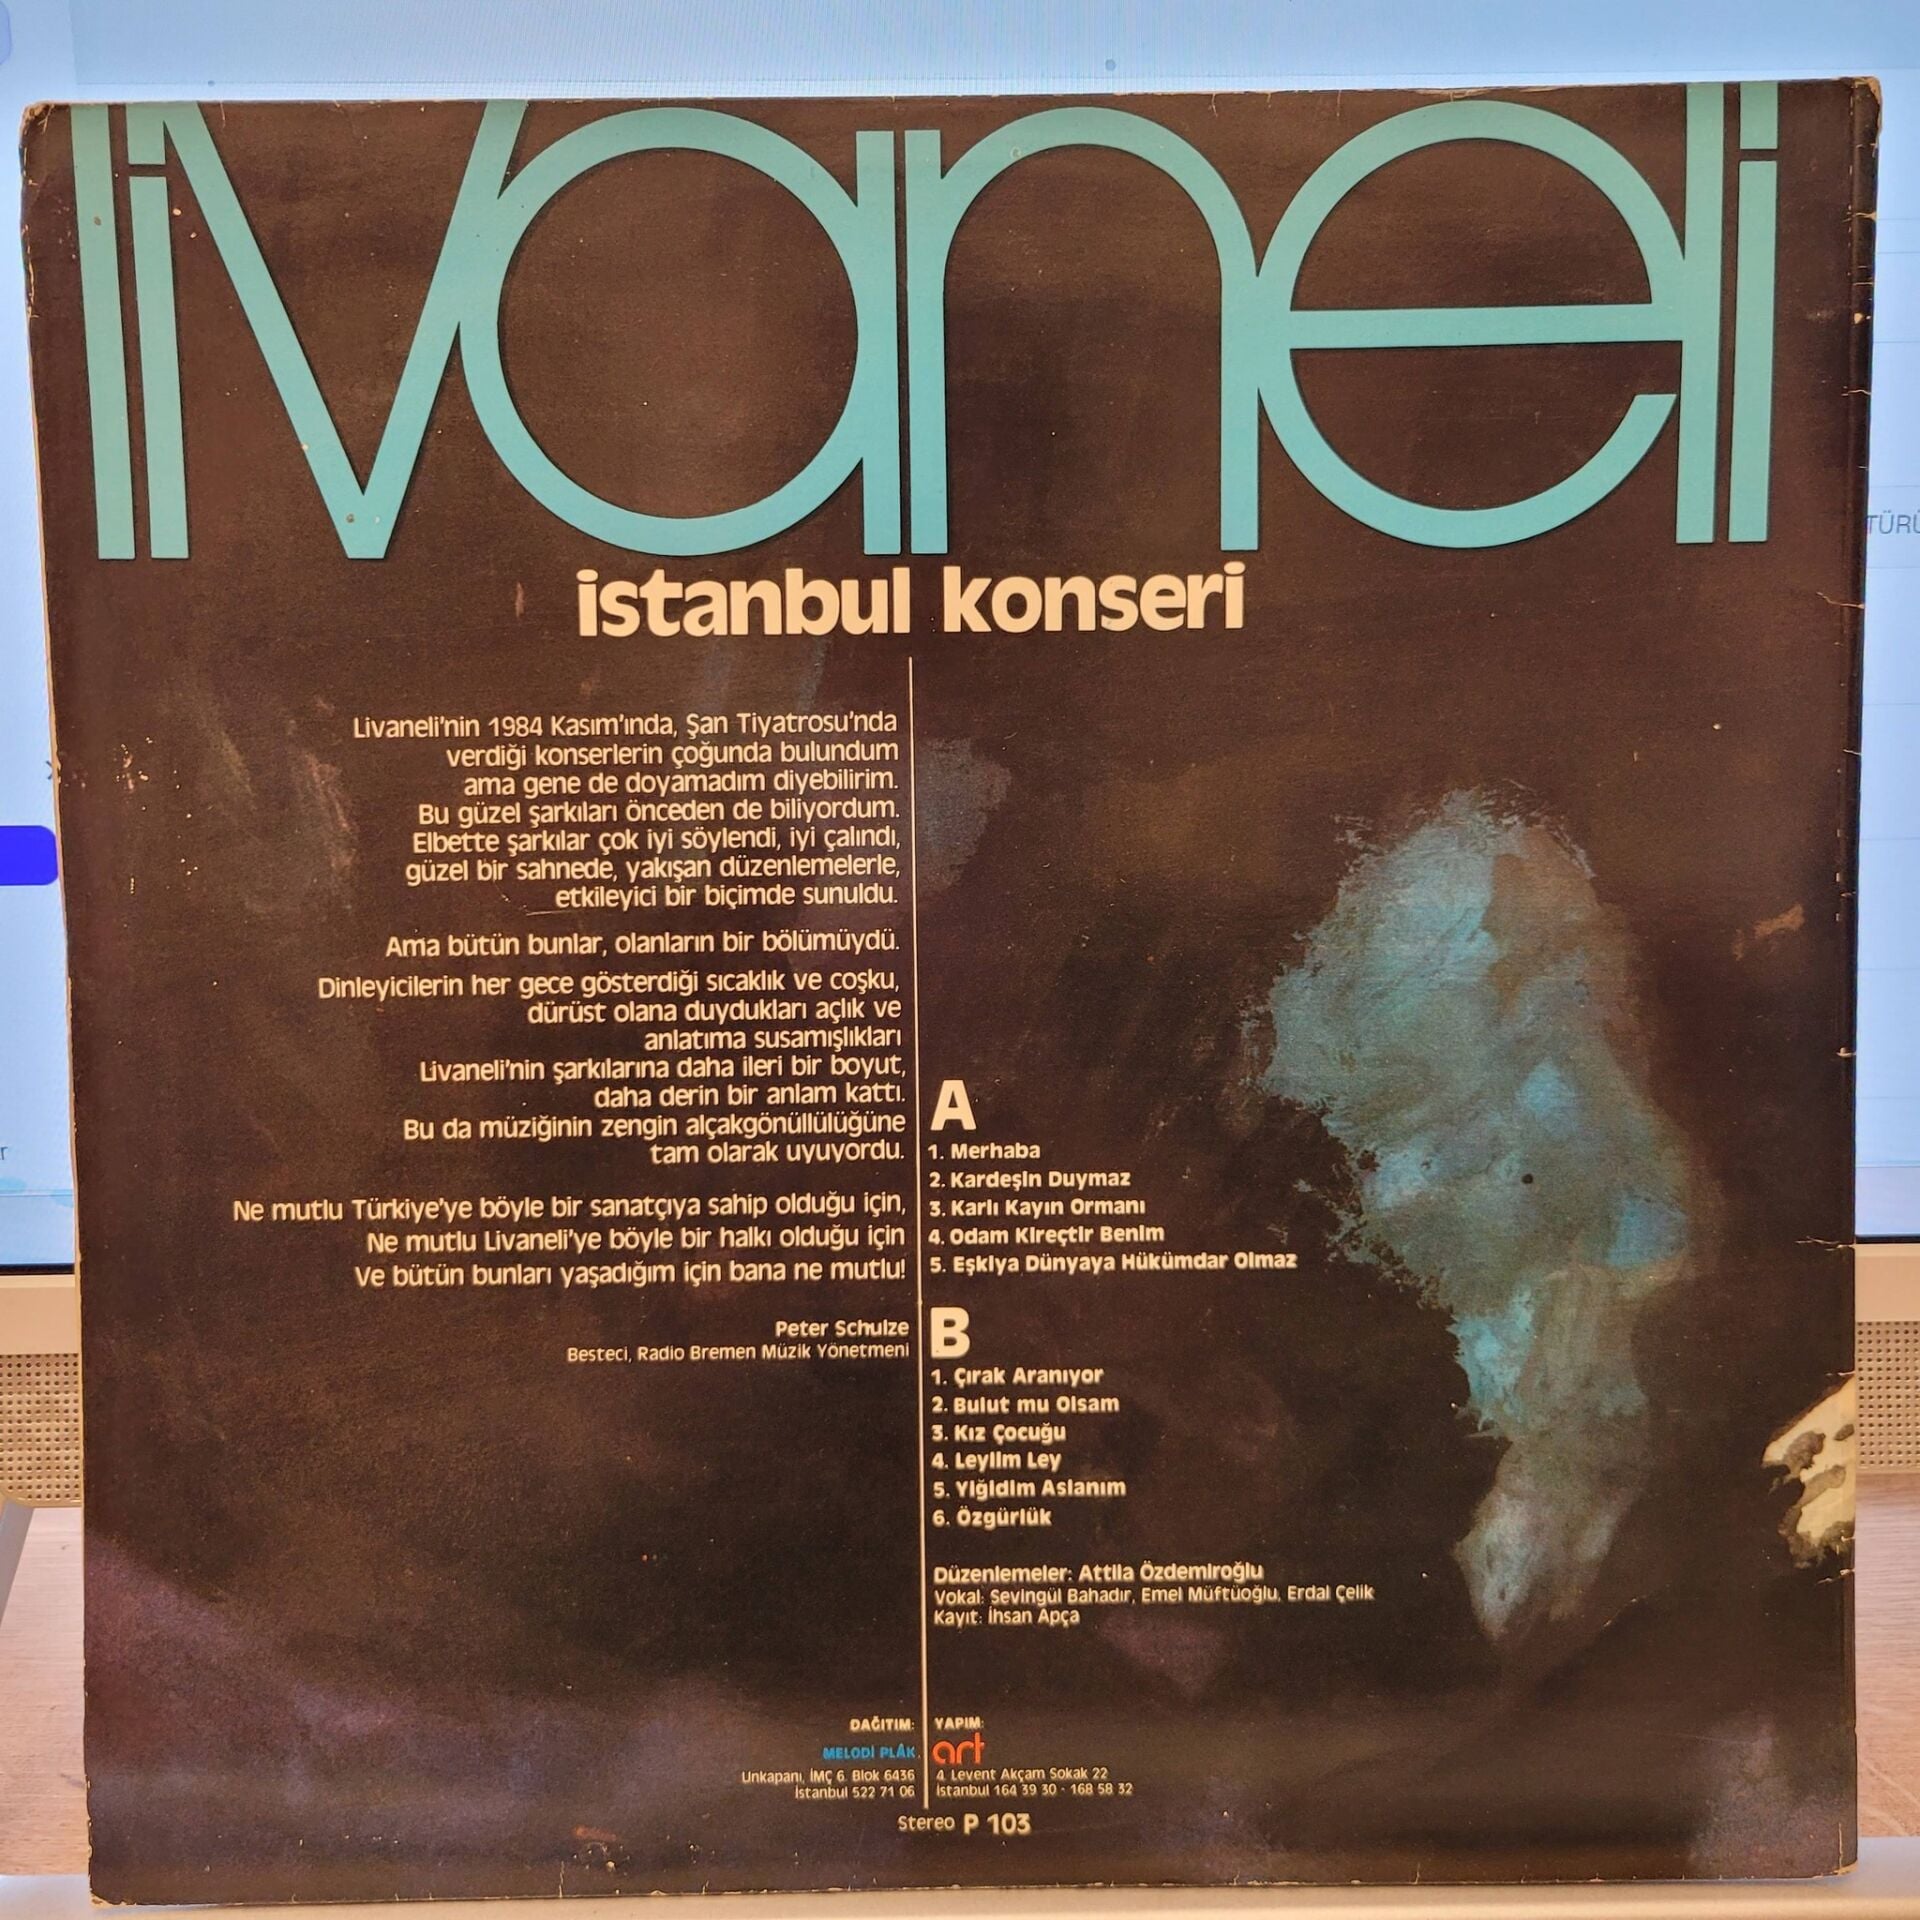 livaneli
istanbul konseri
Livaneli'nin 1984 Kasım'ında, Şan Tiyatrosu'nda
verdiği konserlerin çoğunda bulundum
ama gene de doyamadım diyebilirim.
Bu güzel şarkıları önceden de biliyordum.
Elbette şarkılar çok iyi söylendi, iyi çalındı,
güzel bir sahnede, yakışan düzenlemelerle,
etkileyici bir biçimde sunuldu.
Ama bütün bunlar, olanların bir bölümüydü.
Dinleyicilerin her gece gösterdiği sıcaklık ve coşku,
dürüst olana duydukları açlık ve
anlatıma susamışlıkları
Livaneli'nin şarkılarına daha ileri bir boyut,
daha derin bir anlam kattı.
Bu da müziğinin zengin alçakgönüllülüğüne
tam olarak uyuyordu.
Ne mutlu Türkiye'ye böyle bir sanatçıya sahip olduğu için,
Ne mutlu Livaneli'ye böyle bir halkı olduğu için
Ve bütün bunları yaşadığım için bana ne mutlu!
Peter Schulze
Besteci, Radio Bremen Müzik Yönetmeni
A
1. Merhaba
2. Kardeşin Duymaz
3. Karlı Kayın Ormanı
4. Odam Kireçtir Benim
5. Eşkiya Dünyaya Hükümdar Olmaz
B
1. Çırak Aranıyor
2. Bulut mu Olsam
3. Kız Çocuğu
4. Leylim Ley
5. Yiğidim Aslanım
6. Özgürlük
Düzenlemeler: Attila Özdemiroğlu
Vokal: Sevingül Bahadır, Emel Müftüoğlu, Erdal Çelik
Kayıt: İhsan Apça
DAĞITIM:
MELODİ PLÂK.
Unkapanı, İMÇ 6. Blok 6436
İstanbul 522 71 06
YAPIM:
art
4. Levent Akçam Sokak 22
İstanbul 164 39 30 - 168 58 32
Stereo P 103